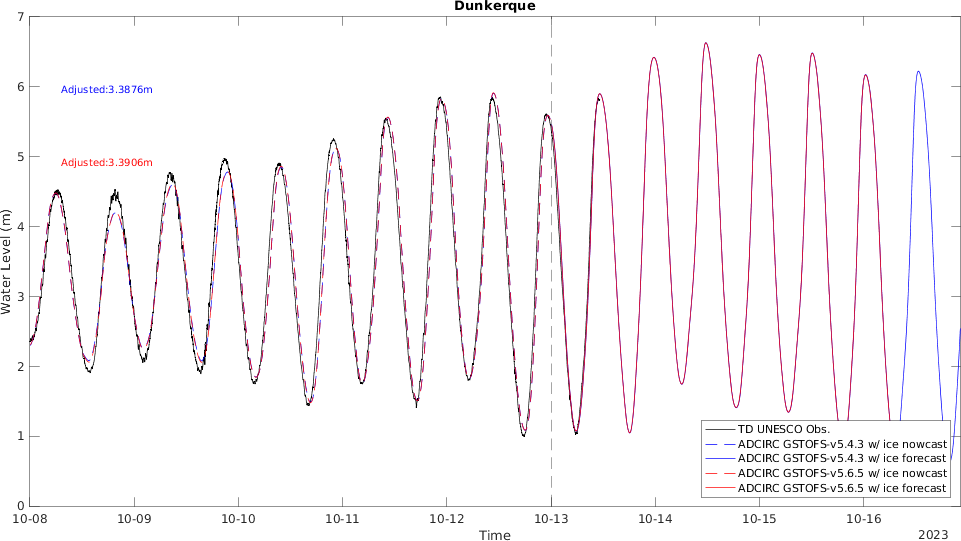 Dunkerque
7
6
5
4
3
2
1
0
Water Level (m)
Adjusted:3.3876m
Adjusted:3.3906m
TD UNESCO Obs.
ADCIRC GSTOFS-v5.4.3 w/ ice nowcast
ADCIRC GSTOFS-v5.4.3 w/ ice forecast
ADCIRC GSTOFS-v5.6.5 w/ ice nowcast
ADCIRC GSTOFS-v5.6.5 w/ ice forecast
10-08 10-09 10-10 10-11 10-12 10-13 10-14 10-15 10-16
Time
2023